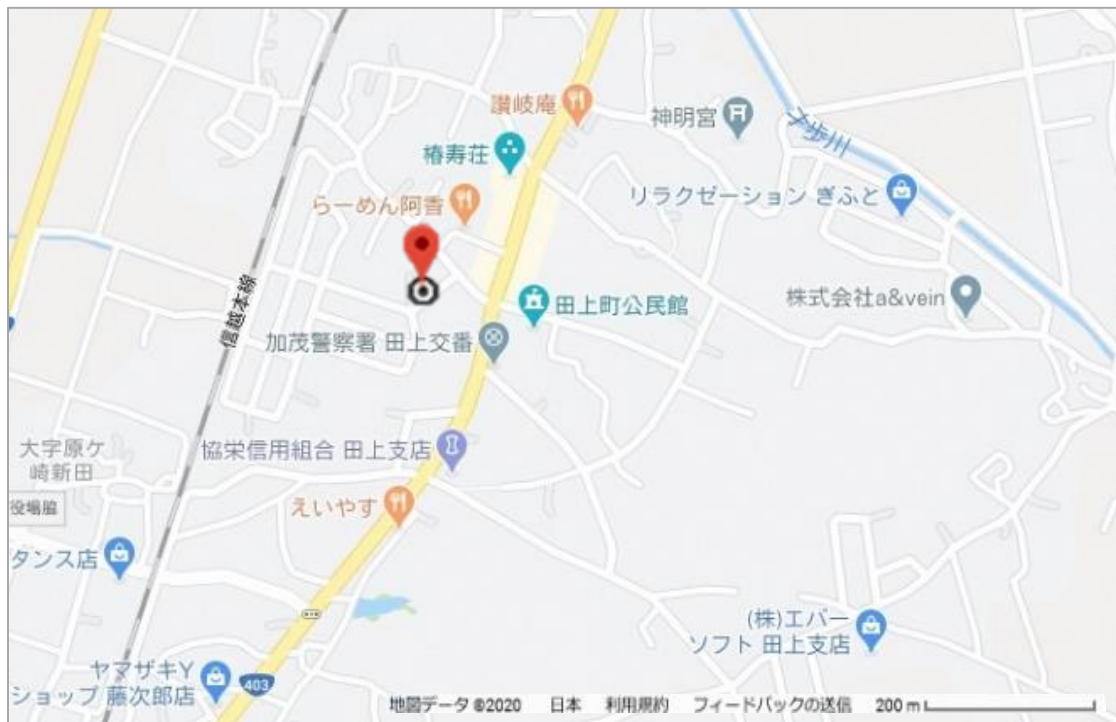 讃岐庵
神明宮
大歩川
椿寿荘
リラクゼーション ぎふと
らーめん阿香
信越本線
田上町公民館
株式会社a&vein
加茂警察署 田上交番
大字原ケ
崎新田
協栄信用組合 田上支店
役場脇
えいやす
タンス店
(株)エバー
ソフト 田上支店
ヤマザキY
ショップ 藤次郎店
403
地図データ ©2020 日本 利用規約 フィードバックの送信 200 m